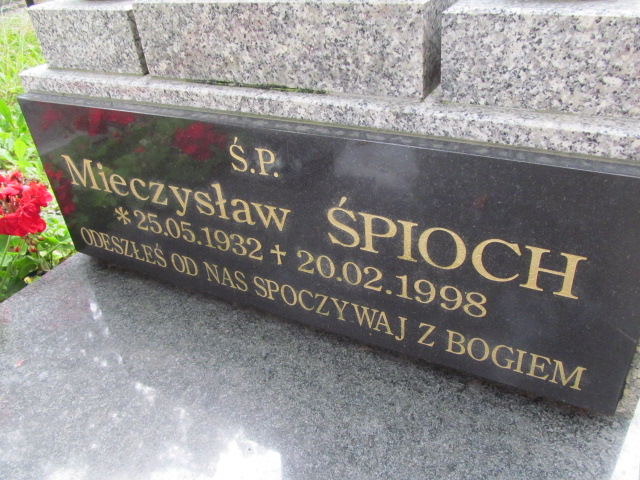 Ś.P.
Mieczysław ŚPIOCH
*25.05.1932 † 20.02.1998
ODESZŁEŚ OD NAS SPOCZYWAJ Z BOGIEM